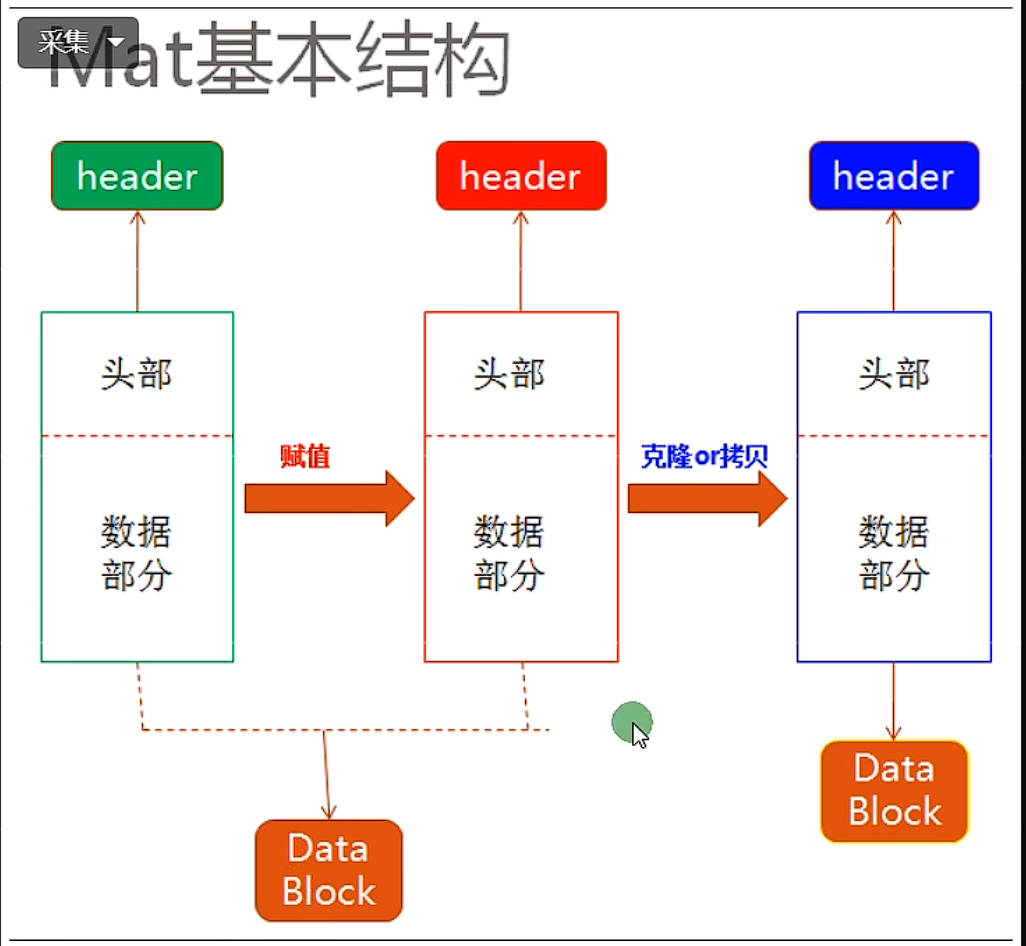 采集
Mat基本结构
header
header
header
头部
头部
头部
赋值
克隆or拷贝
数据
部分
数据
部分
数据
部分
Data
Block
Data
Block